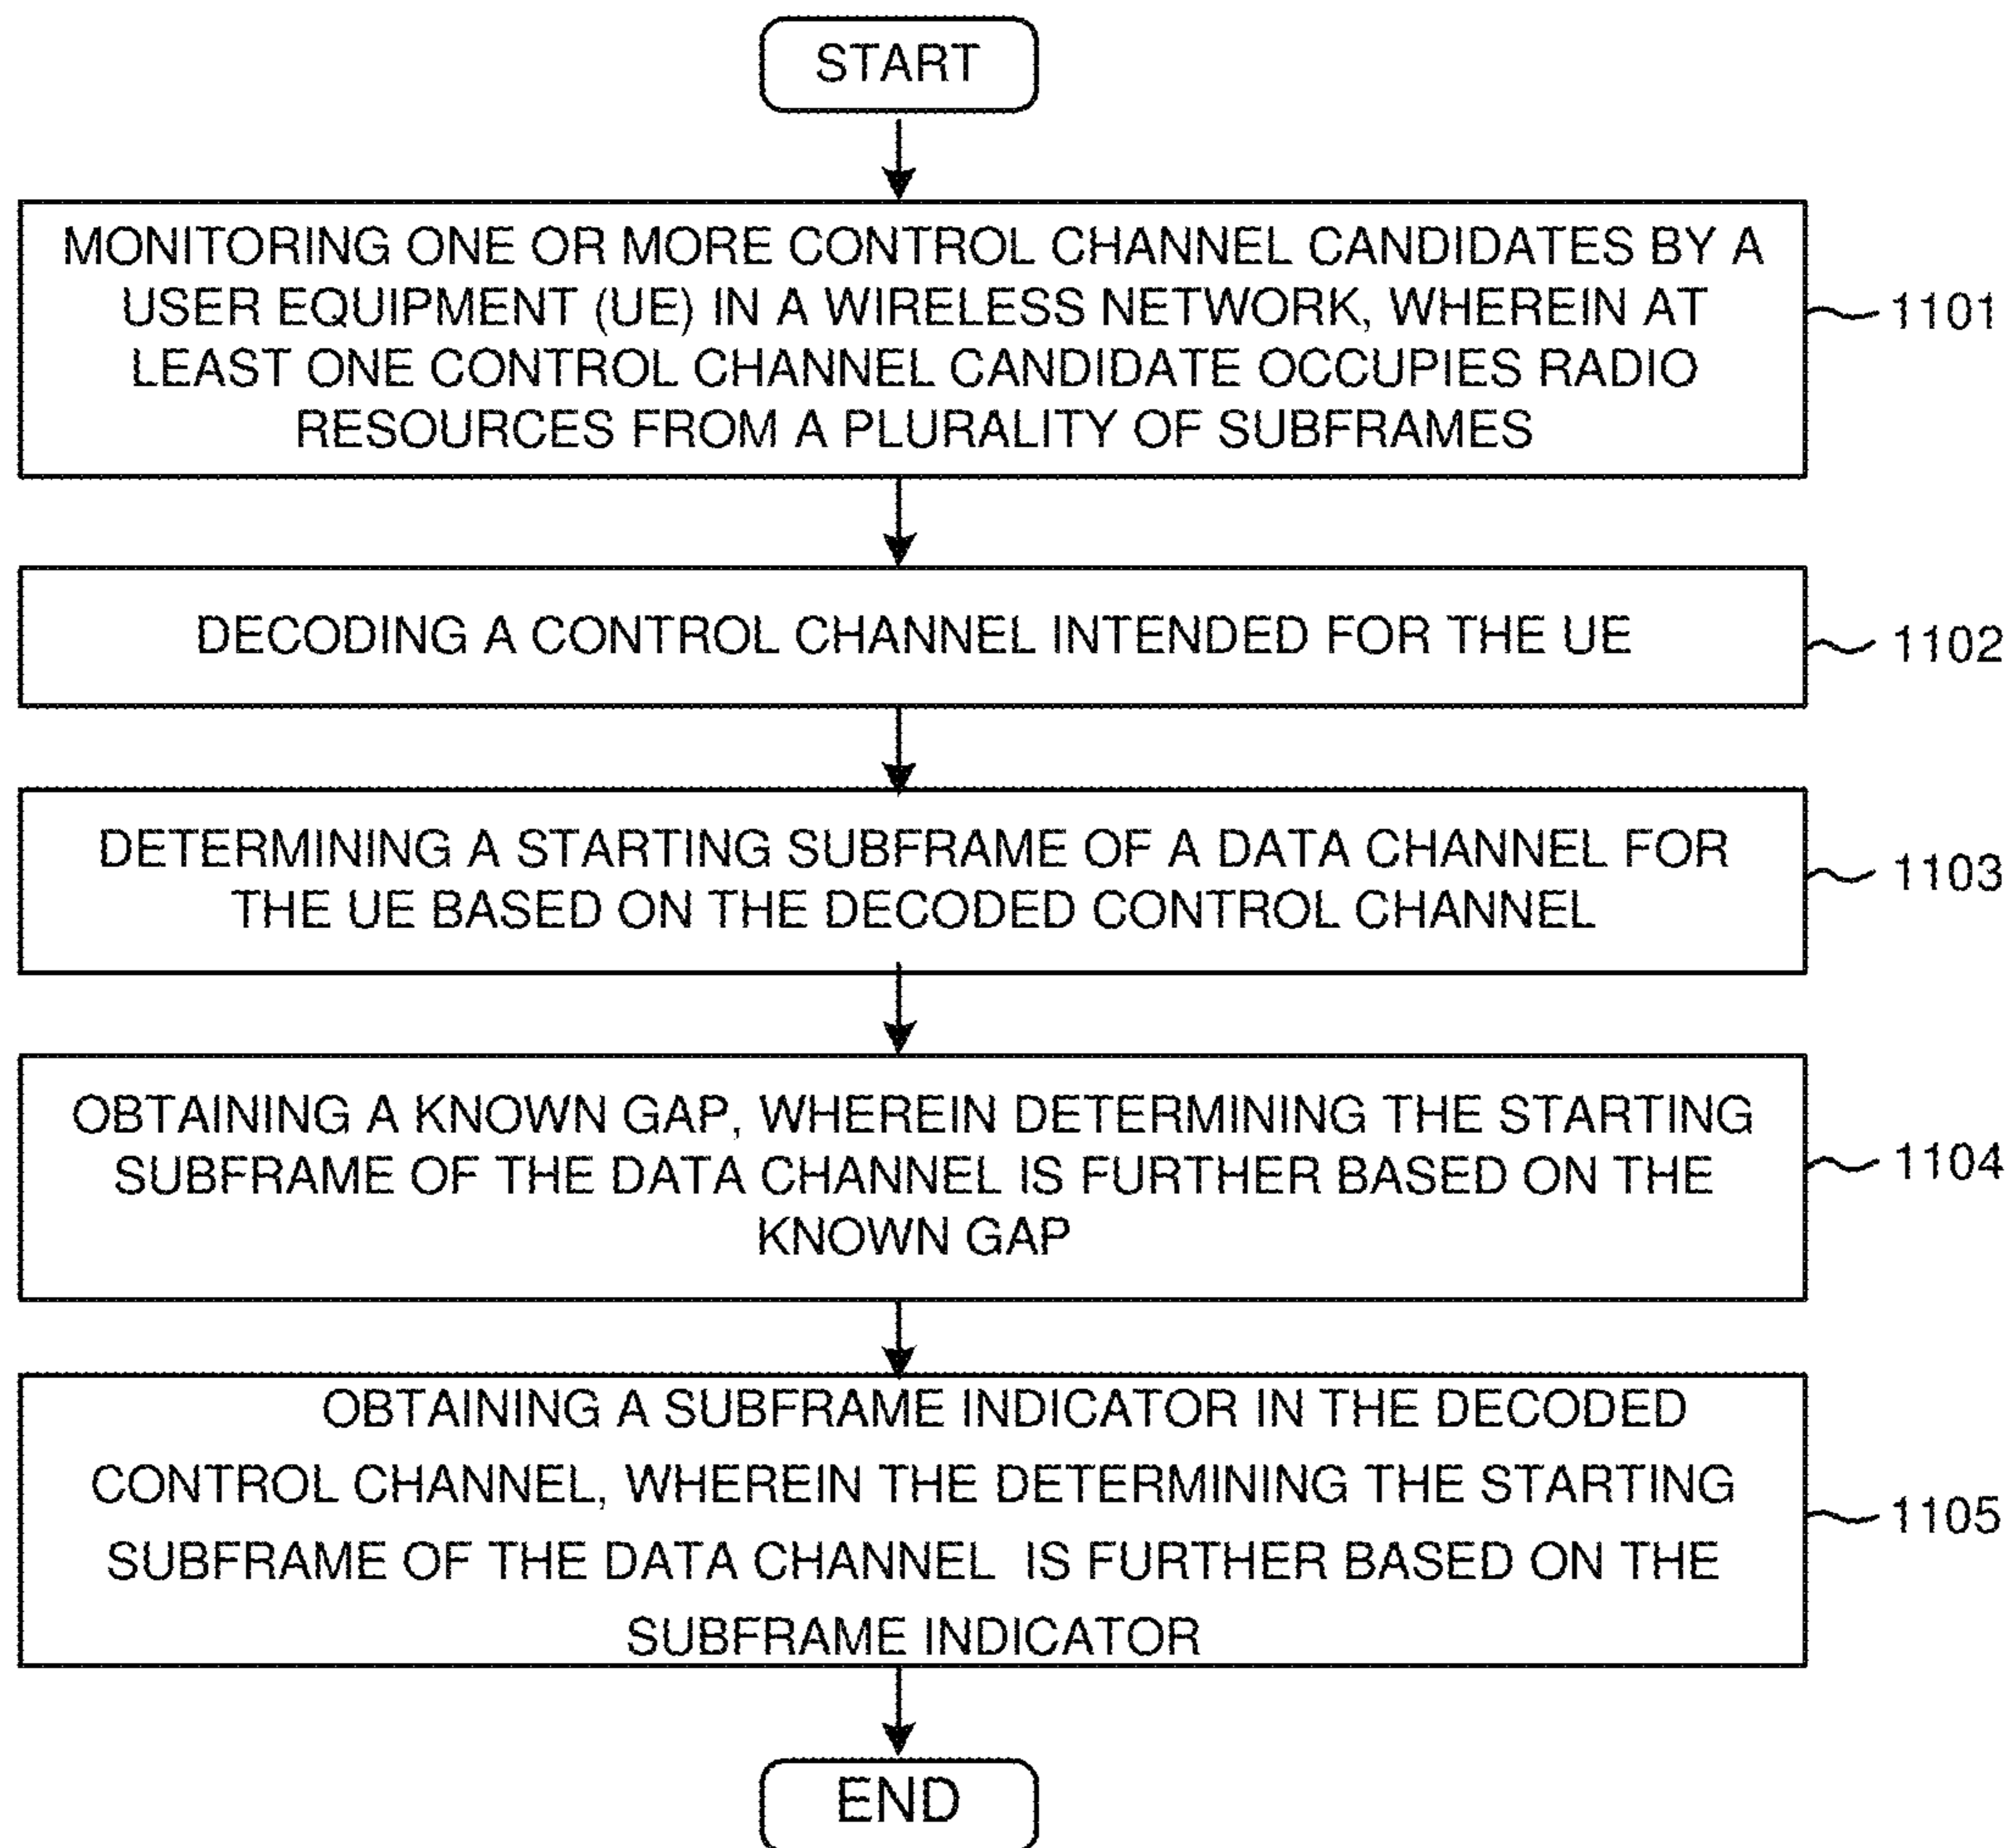 START
MONITORING ONE OR MORE CONTROL CHANNEL CANDIDATES BY A
USER EQUIPMENT (UE) IN A WIRELESS NETWORK, WHEREIN AT
LEAST ONE CONTROL CHANNEL CANDIDATE OCCUPIES RADIO
RESOURCES FROM A PLURALITY OF SUBFRAMES
1101
DECODING A CONTROL CHANNEL INTENDED FOR THE UE
1102
DETERMINING A STARTING SUBFRAME OF A DATA CHANNEL FOR
THE UE BASED ON THE DECODED CONTROL CHANNEL
1103
OBTAINING A KNOWN GAP, WHEREIN DETERMINING THE STARTING
SUBFRAME OF THE DATA CHANNEL IS FURTHER BASED ON THE
KNOWN GAP
1104
OBTAINING A SUBFRAME INDICATOR IN THE DECODED
CONTROL CHANNEL, WHEREIN THE DETERMINING THE STARTING
SUBFRAME OF THE DATA CHANNEL IS FURTHER BASED ON THE
SUBFRAME INDICATOR
1105
END